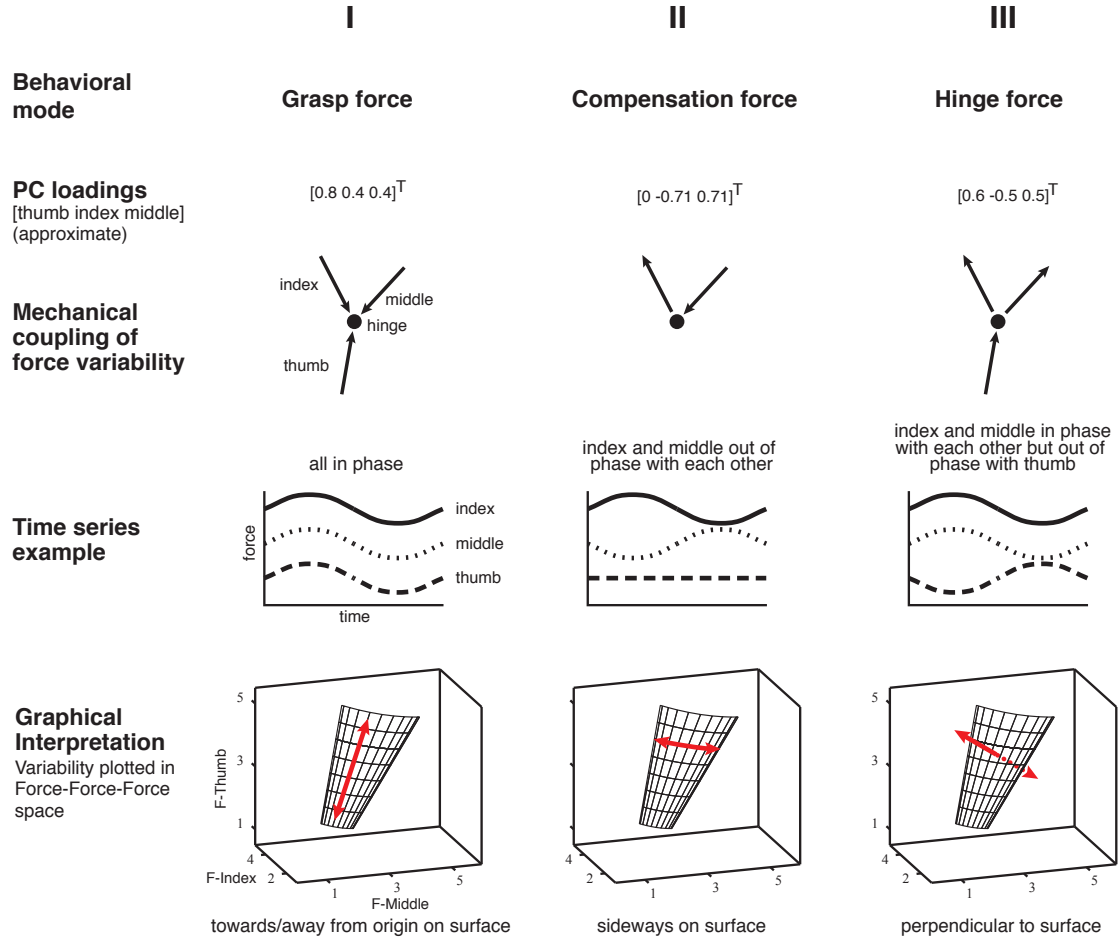 I II III
Behavioral
mode
Grasp force Compensation force Hinge force
PC loadings
[thumb index middle]
(approximate)
[0.8 0.4 0.4]T [0 -0.71 0.71]T [0.6 -0.5 0.5]T
Mechanical
coupling of
force variability
index
middle
hinge
thumb
all in phase
index and middle out of
phase with each other
index and middle in phase
with each other but out of
phase with thumb
Time series
example
force
index
middle
thumb
time
Graphical
Interpretation
Variability plotted in
Force-Force-Force
space
F-Thumb
5
3
1
4
2
F-Index
1
3
5
F-Middle
5
3
1
4
2
1
3
5
5
3
1
4
2
1
3
5
towards/away from origin on surface
sideways on surface
perpendicular to surface